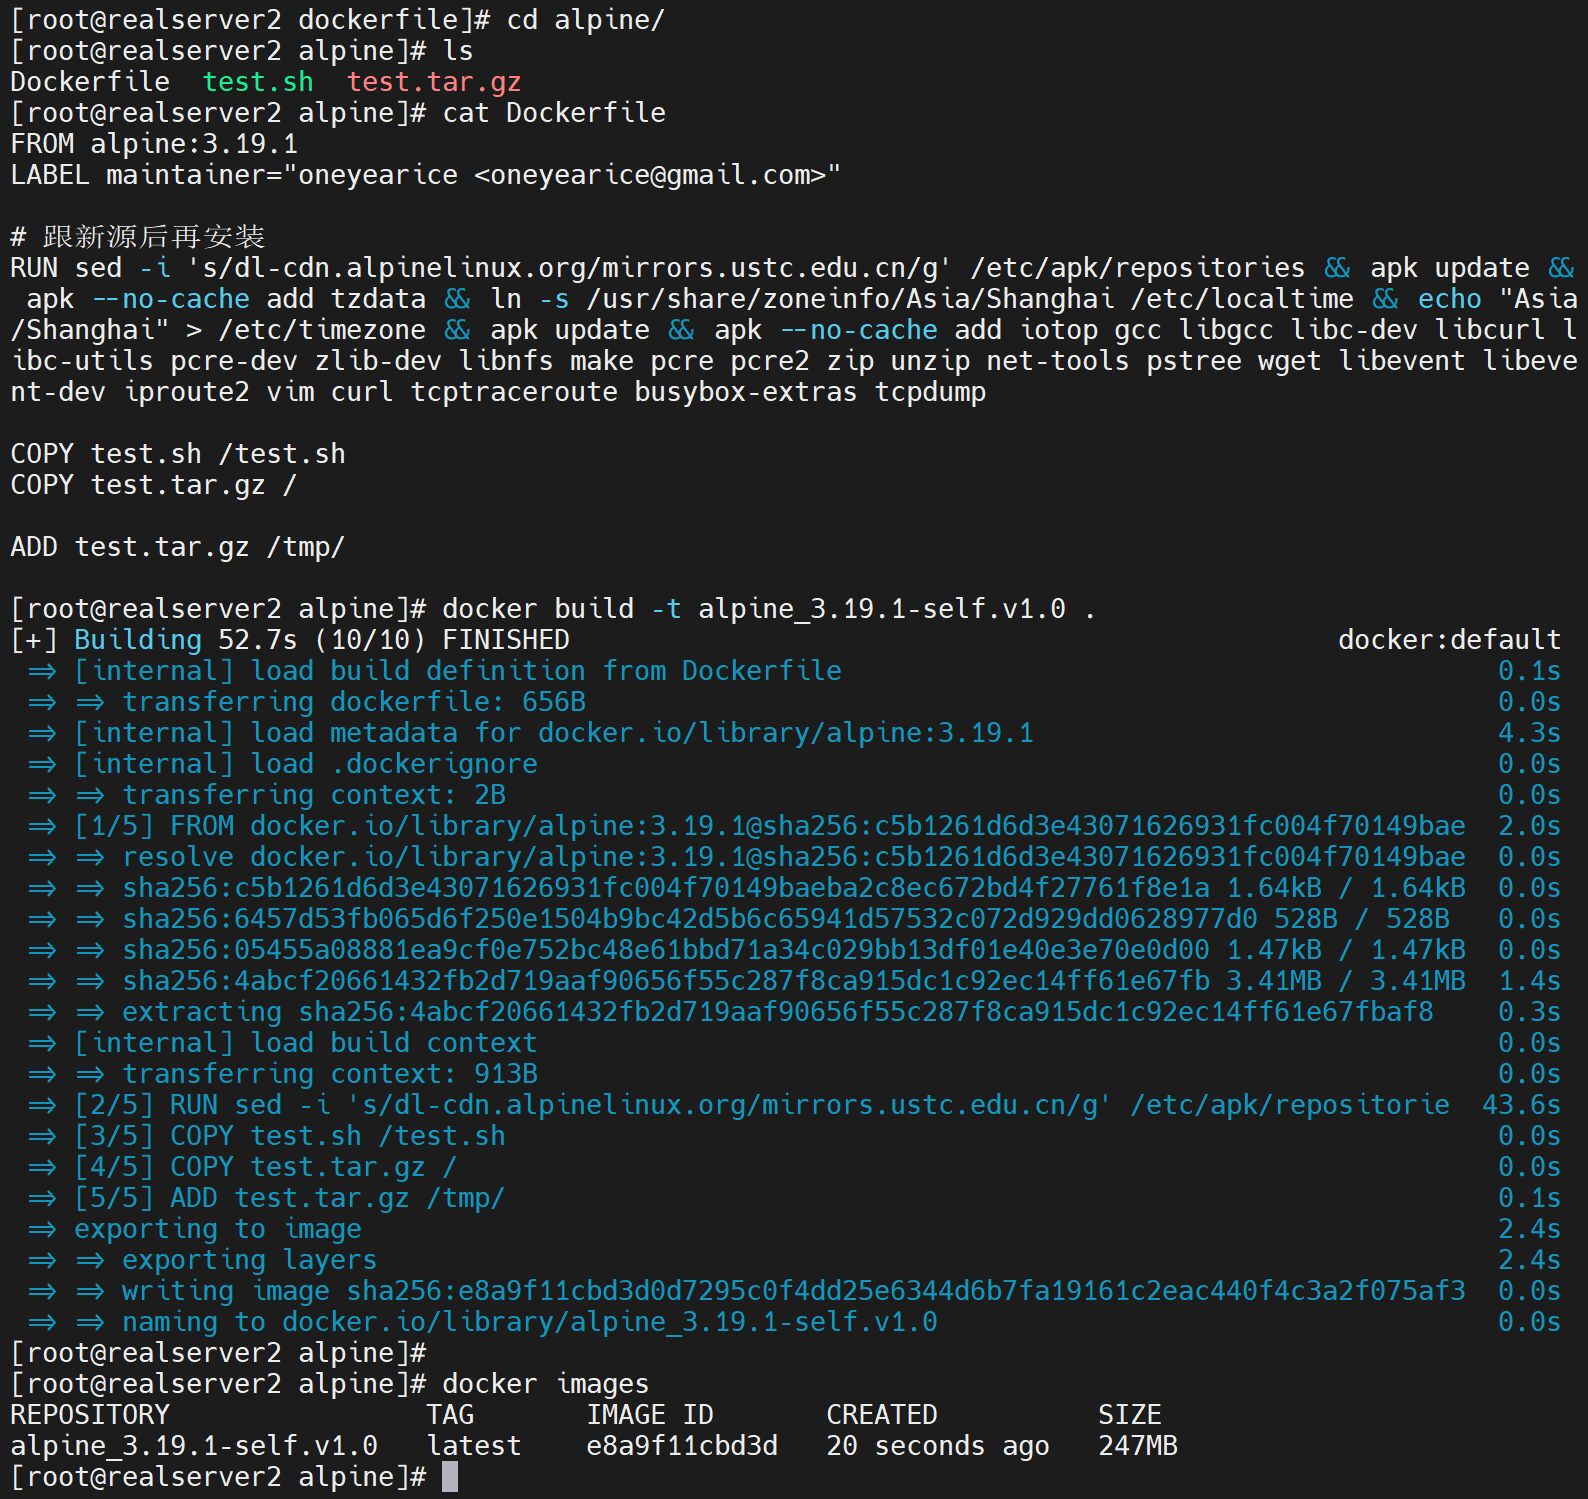 [root@realserver2 dockerfile]# cd alpine/
[root@realserver2 alpine]# ls
Dockerfile  test.sh  test.tar.gz
[root@realserver2 alpine]# cat Dockerfile
FROM alpine:3.19.1
LABEL maintainer="oneyearice <oneyearice@gmail.com>"
# 跟新源后再安装
RUN sed -i 's/dl-cdn.alpinelinux.org/mirrors.ustc.edu.cn/g' /etc/apk/repositories && apk update &&
 apk --no-cache add tzdata && ln -s /usr/share/zoneinfo/Asia/Shanghai /etc/localtime && echo "Asia
/Shanghai" > /etc/timezone && apk update && apk --no-cache add iotop gcc libgcc libc-dev libcurl l
ibc-utils pcre-dev zlib-dev libnfs make pcre pcre2 zip unzip net-tools pstree wget libevent libeve
nt-dev iproute2 vim curl tcptraceroute busybox-extras tcpdump
COPY test.sh /test.sh
COPY test.tar.gz /
ADD test.tar.gz /tmp/
[root@realserver2 alpine]# docker build -t alpine_3.19.1-self.v1.0 .
[+] Building 52.7s (10/10) FINISHED docker:default
 => [internal] load build definition from Dockerfile 0.1s
 => => transferring dockerfile: 656B 0.0s
 => [internal] load metadata for docker.io/library/alpine:3.19.1 4.3s
 => [internal] load .dockerignore 0.0s
 => => transferring context: 2B 0.0s
 => [1/5] FROM docker.io/library/alpine:3.19.1@sha256:c5b1261d6d3e43071626931fc004f70149bae 2.0s
 => => resolve docker.io/library/alpine:3.19.1@sha256:c5b1261d6d3e43071626931fc004f70149bae 0.0s
 => => sha256:c5b1261d6d3e43071626931fc004f70149baeba2c8ec672bd4f27761f8e1a 1.64kB / 1.64kB 0.0s
 => => sha256:6457d53fb065d6f250e1504b9bc42d5b6c65941d57532c072d929dd0628977d0 528B / 528B 0.0s
 => => sha256:05455a08881ea9cf0e752bc48e61bbd71a34c029bb13df01e40e3e70e0d00 1.47kB / 1.47kB 0.0s
 => => sha256:4abcf20661432fb2d719aaf90656f55c287f8ca915dc1c92ec14ff61e67fb 3.41MB / 3.41MB 1.4s
 => => extracting sha256:4abcf20661432fb2d719aaf90656f55c287f8ca915dc1c92ec14ff61e67fbaf8 0.3s
 => [internal] load build context 0.0s
 => => transferring context: 913B 0.0s
 => [2/5] RUN sed -i 's/dl-cdn.alpinelinux.org/mirrors.ustc.edu.cn/g' /etc/apk/repositorie 43.6s
 => [3/5] COPY test.sh /test.sh 0.0s
 => [4/5] COPY test.tar.gz / 0.0s
 => [5/5] ADD test.tar.gz /tmp/ 0.1s
 => exporting to image 2.4s
 => => exporting layers 2.4s
 => => writing image sha256:e8a9f11cbd3d0d7295c0f4dd25e6344d6b7fa19161c2eac440f4c3a2f075af3 0.0s
 => => naming to docker.io/library/alpine_3.19.1-self.v1.0 0.0s
[root@realserver2 alpine]#
[root@realserver2 alpine]# docker images
REPOSITORY                TAG       IMAGE ID       CREATED          SIZE
alpine_3.19.1-self.v1.0   latest    e8a9f11cbd3d   20 seconds ago   247MB
[root@realserver2 alpine]#